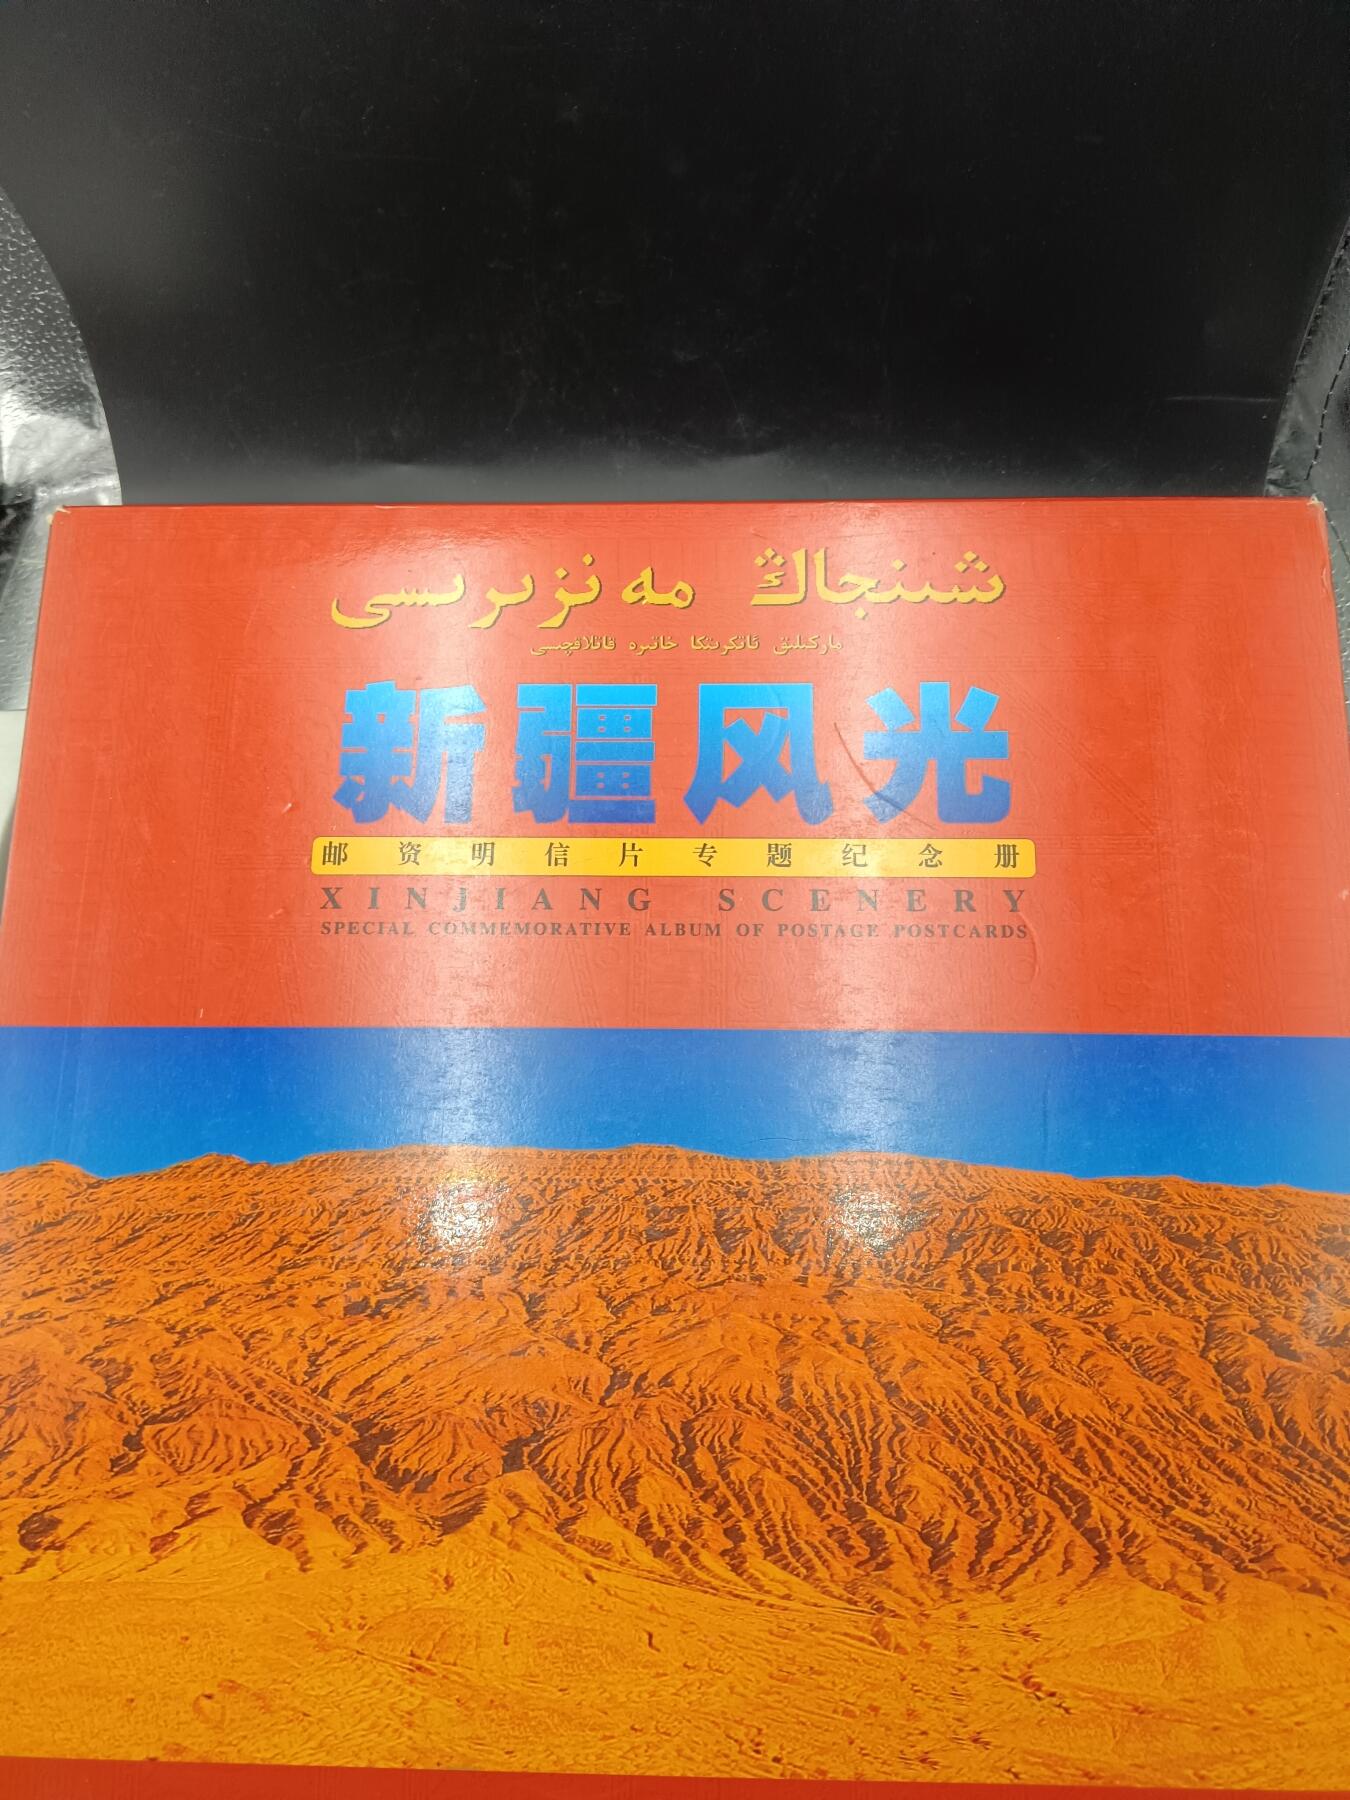 شىنجاڭ مەنزىرىسى
ماركىلىق ئاتكرىتكا خاتىرە قاتلاقچىسى
新疆风光
邮资明信片专题纪念册
XINJIANG SCENERY
SPECIAL COMMEMORATIVE ALBUM OF POSTAGE POSTCARDS